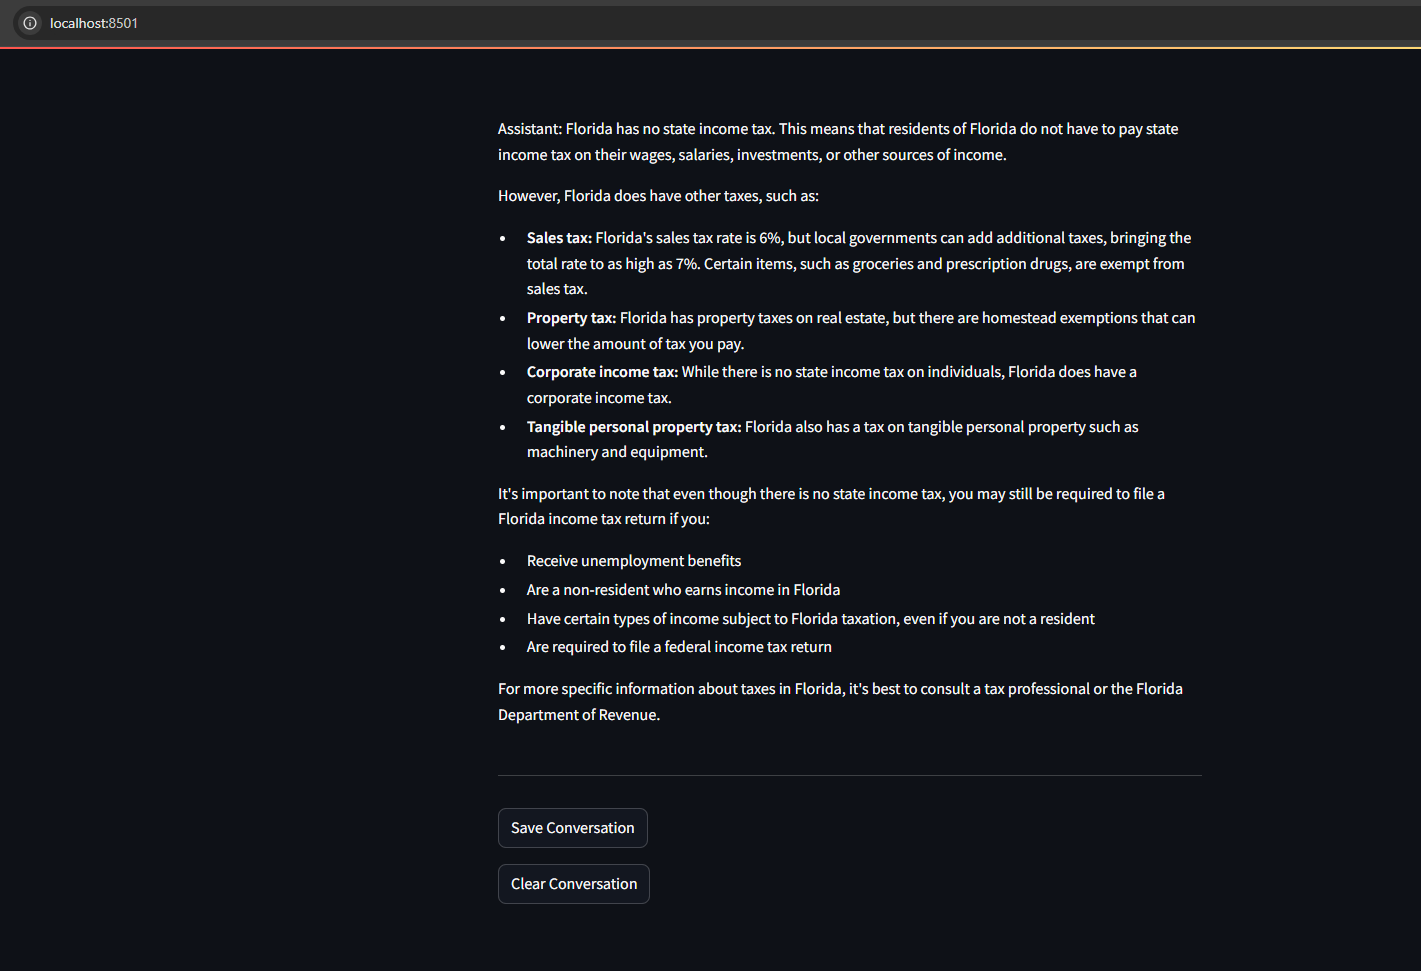 localhost:8501
Assistant: Florida has no state income tax. This means that residents of Florida do not have to pay state
income tax on their wages, salaries, investments, or other sources of income.
However, Florida does have other taxes, such as:
• Sales tax: Florida's sales tax rate is 6%, but local governments can add additional taxes, bringing the
total rate to as high as 7%. Certain items, such as groceries and prescription drugs, are exempt from
sales tax.
• Property tax: Florida has property taxes on real estate, but there are homestead exemptions that can
lower the amount of tax you pay.
• Corporate income tax: While there is no state income tax on individuals, Florida does have a
corporate income tax.
• Tangible personal property tax: Florida also has a tax on tangible personal property such as
machinery and equipment.
It's important to note that even though there is no state income tax, you may still be required to file a
Florida income tax return if you:
• Receive unemployment benefits
• Are a non-resident who earns income in Florida
• Have certain types of income subject to Florida taxation, even if you are not a resident
• Are required to file a federal income tax return
For more specific information about taxes in Florida, it's best to consult a tax professional or the Florida
Department of Revenue.
Save Conversation
Clear Conversation